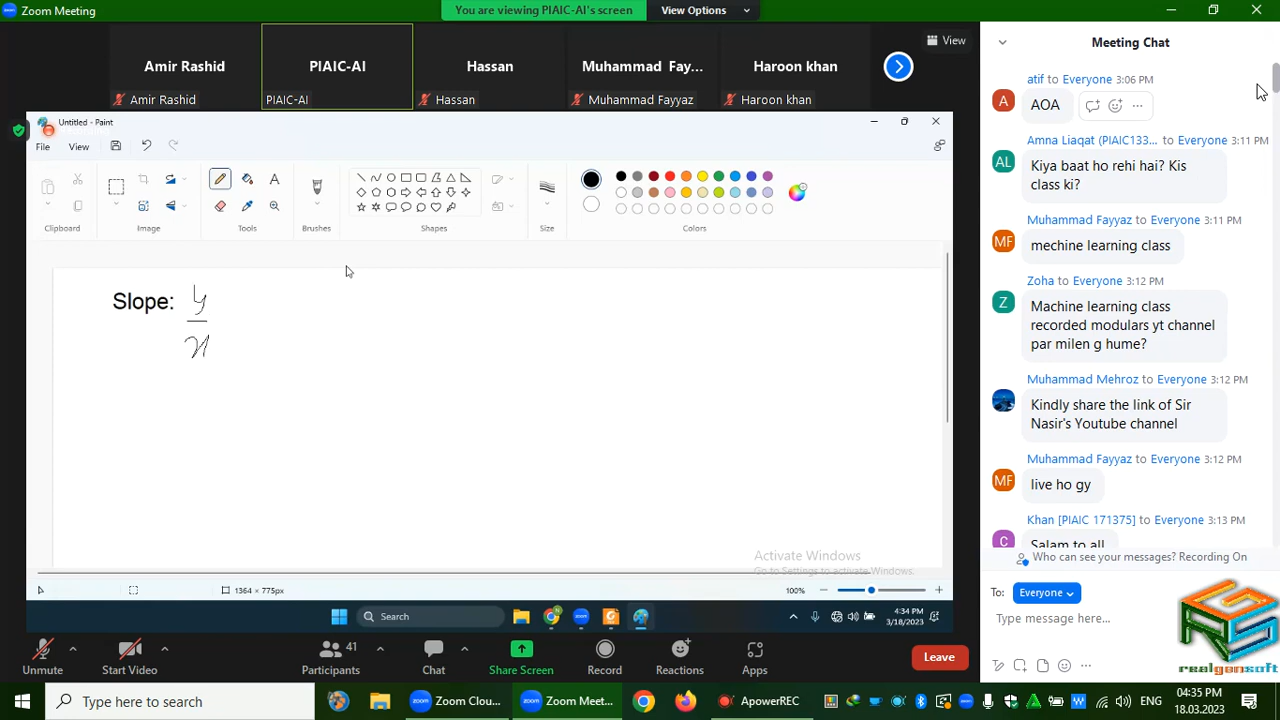 Zoom Meeting
You are viewing PIAIC-AI's screen
View Options
Amir Rashid
PIAIC-AI
Hassan
Muhammad Fay...
Haroon khan
View
Amir Rashid
PIAIC-AI
Hassan
Muhammad Fayyaz
Haroon khan
Untitled - Paint
File
View
Clipboard
Image
Tools
Brushes
Shapes
Size
Colors
Slope: y
x
Activate Windows
Go to Settings to activate Windows.
1364 × 775px
100%
Search
4:34 PM
3/18/2023
Meeting Chat
atif to Everyone 3:06 PM
A
AOA
Amna Liaqat (PIAIC133... to Everyone 3:11 PM
AL
Kiya baat ho rehi hai? Kis
class ki?
Muhammad Fayyaz to Everyone 3:11 PM
MF
mechine learning class
Zoha to Everyone 3:12 PM
Z
Machine learning class
recorded modulars yt channel
par milen g hume?
Muhammad Mehroz to Everyone 3:12 PM
Kindly share the link of Sir
Nasir's Youtube channel
Muhammad Fayyaz to Everyone 3:12 PM
MF
live ho gy
Khan [PIAIC 171375] to Everyone 3:13 PM
C
Salam to all
Who can see your messages? Recording On
To: Everyone
Type message here...
realgansoft
Unmute
Start Video
Participants
41
Chat
Share Screen
Record
Reactions
Apps
Leave
Type here to search
Zoom Clou...
Zoom Meet...
ApowerREC
ENG
04:35 PM
18.03.2023